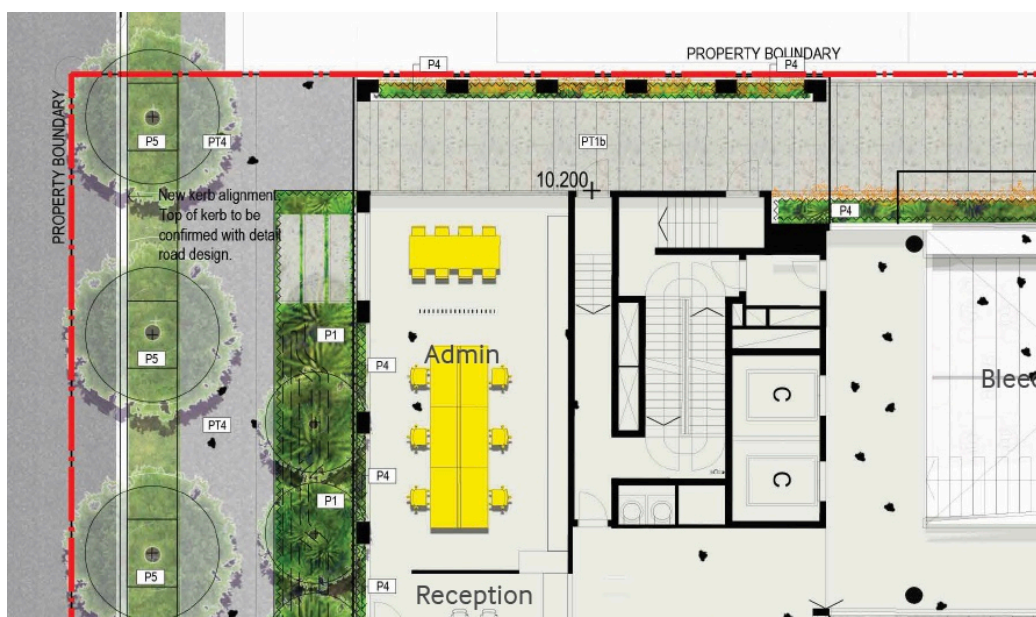 PROPERTY BOUNDARY
P4
P4
PROPERTY BOUNDARY
P5
PT4
PT1b
10.200
New kerb alignment.
Top of kerb to be
confirmed with detail
road design.
P4
P1
P5
P4
Admin
Blee
C
PT4
P4
P1
C
P5
P4
Reception